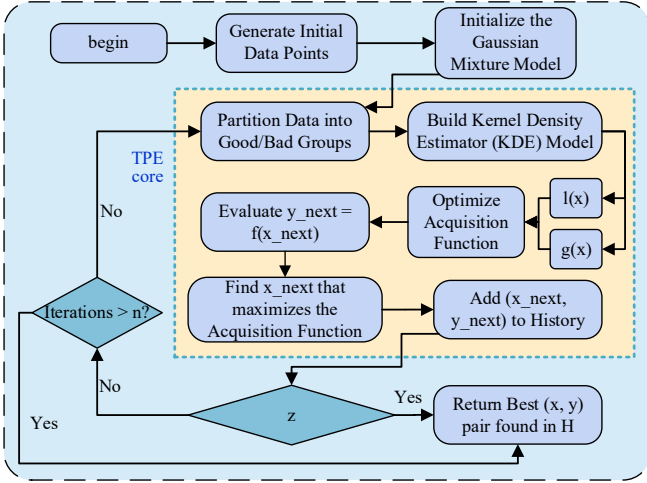 begin
Generate Initial
Data Points
Initialize the
Gaussian
Mixture Model
Partition Data into
Good/Bad Groups
Build Kernel Density
Estimator (KDE) Model
TPE
core
l(x)
g(x)
Optimize
Acquisition
Function
Evaluate y_next =
f(x_next)
Find x_next that
maximizes the
Acquisition Function
Add (x_next,
y_next) to History
No
Iterations > n?
No
Yes
z
Yes
Return Best (x, y)
pair found in H